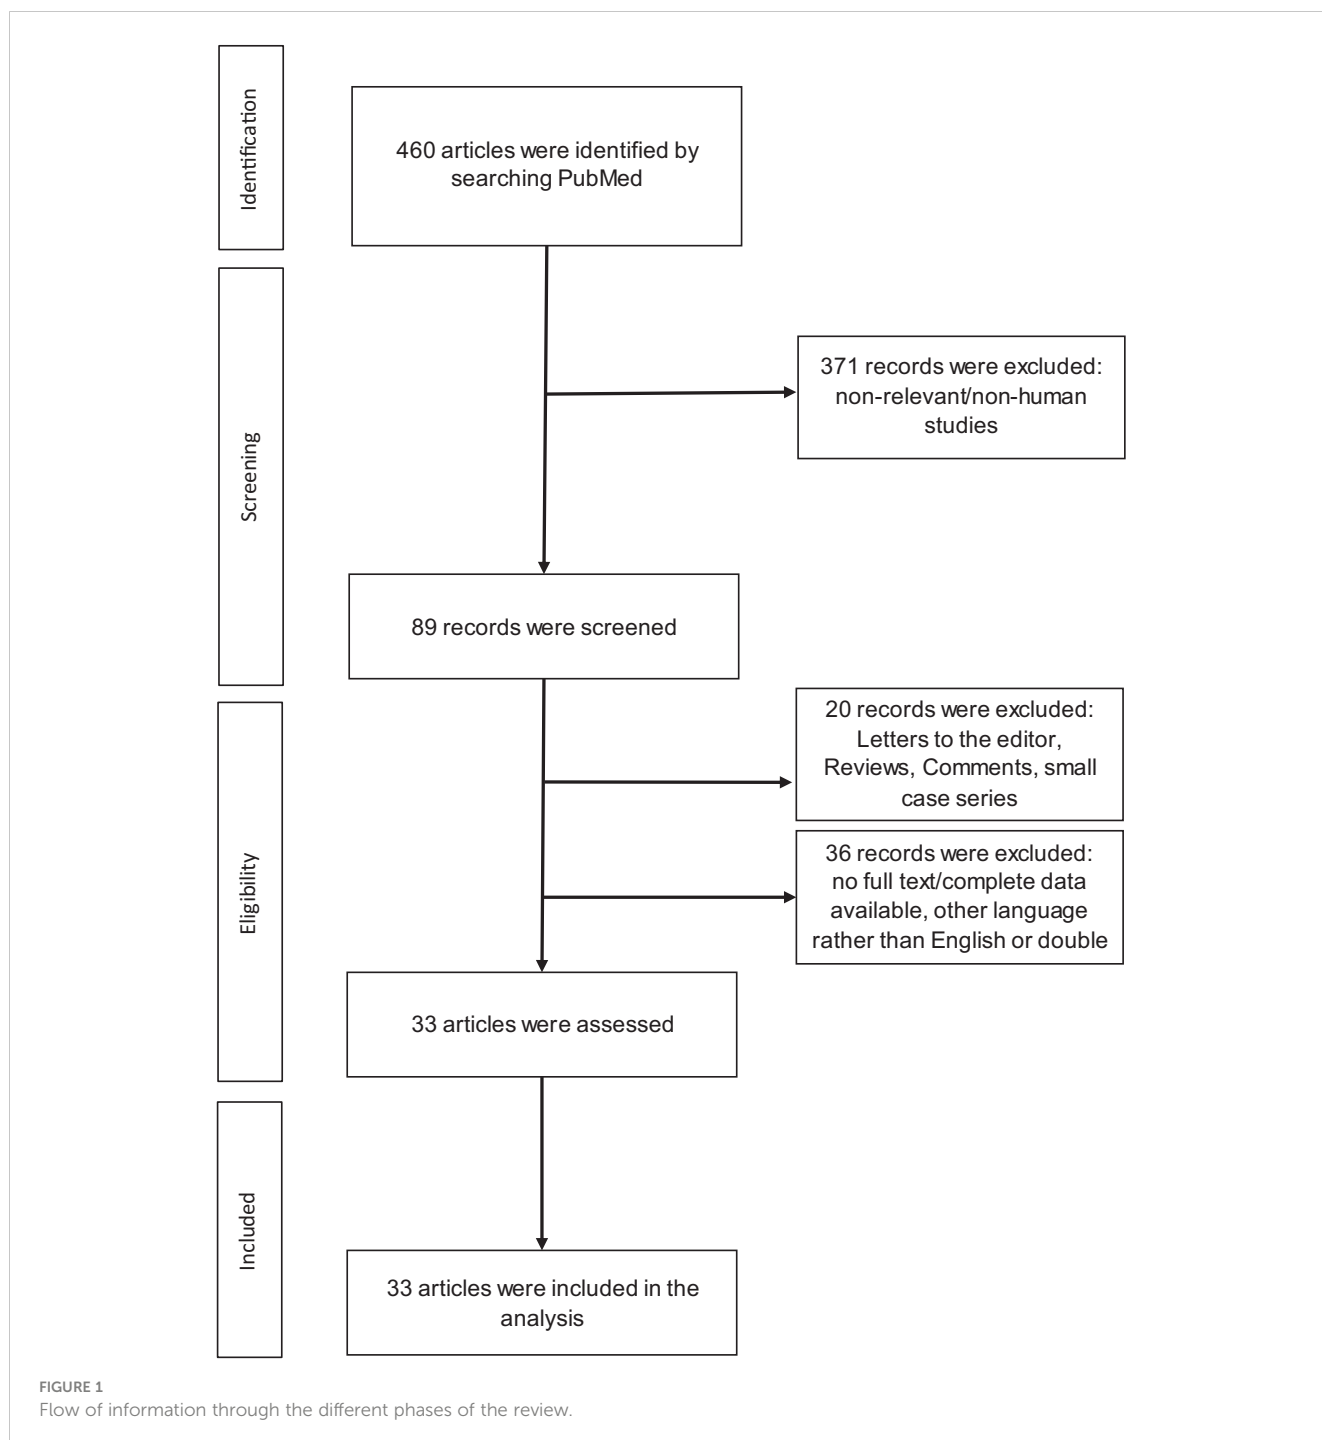 Identification
460 articles were identified by
searching PubMed
Screening
371 records were excluded:
non-relevant/non-human
studies
89 records were screened
Eligibility
20 records were excluded:
Letters to the editor,
Reviews, Comments, small
case series
36 records were excluded:
no full text/complete data
available, other language
rather than English or double
33 articles were assessed
Included
33 articles were included in the
analysis
FIGURE 1
Flow of information through the different phases of the review.